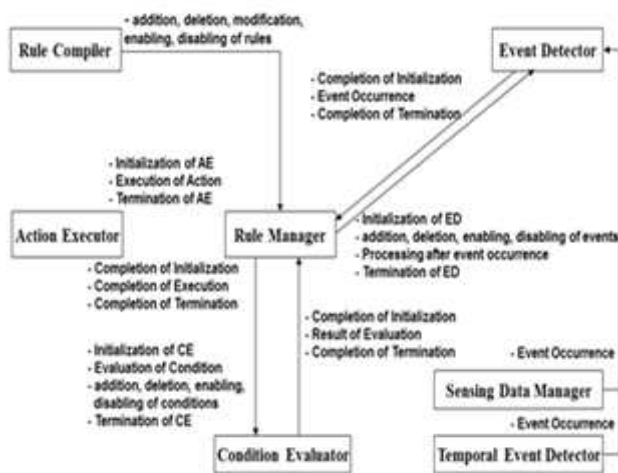 - addition, deletion, modification,
enabling, disabling of rules
Rule Compiler
Event Detector
- Completion of Initialization
- Event Occurrence
- Completion of Termination
- Initialization of AE
- Execution of Action
- Termination of AE
Action Executor
Rule Manager
- Initialization of ED
- addition, deletion, enabling, disabling of events
- Processing after event occurrence
- Termination of ED
- Completion of Initialization
- Completion of Execution
- Completion of Termination
- Completion of Initialization
- Result of Evaluation
- Completion of Termination
- Initialization of CE
- Evaluation of Condition
- addition, deletion, enabling,
disabling of conditions
- Termination of CE
- Event Occurrence
Sensing Data Manager
- Event Occurrence
Condition Evaluator
Temporal Event Detector